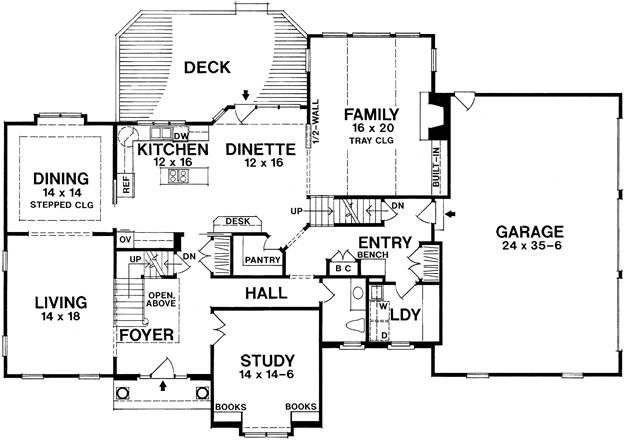 DECK
DW
KITCHEN
12 x 16
DINETTE
12 x 16
1/2-WALL
FAMILY
16 x 20
TRAY CLG
BUILT-IN
REF
DINING
14 x 14
STEPPED CLG
DESK
UP
DN
GARAGE
24 x 35-6
OV
UP
DN
PANTRY
ENTRY
BENCH
B C
LIVING
14 x 18
OPEN
ABOVE
HALL
W
D
LDY
FOYER
STUDY
14 x 14-6
BOOKS
BOOKS